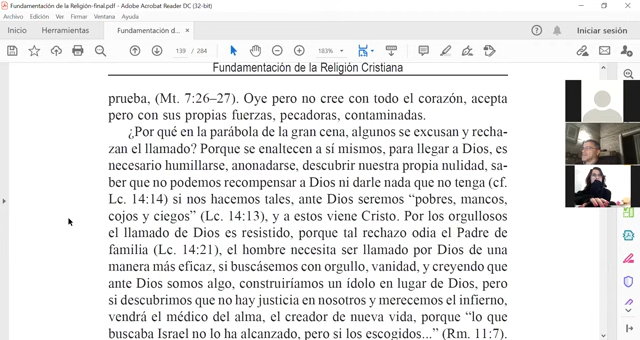 Fundamentación de la Religión-final.pdf - Adobe Acrobat Reader DC (32-bit)
Archivo Edición Ver Firmar Ventana Ayuda
Inicio Herramientas Fundamentación d... × Iniciar sesión
139 / 284 183%
Fundamentación de la Religión Cristiana
prueba, (Mt. 7:26–27). Oye pero no cree con todo el corazón, acepta
pero con sus propias fuerzas, pecadoras, contaminadas.
¿Por qué en la parábola de la gran cena, algunos se excusan y recha-
zan el llamado? Porque se enaltecen a sí mismos, para llegar a Dios, es
necesario humillarse, anonadarse, descubrir nuestra propia nulidad, sa-
ber que no podemos recompensar a Dios ni darle nada que no tenga (cf.
Lc. 14:14) si nos hacemos tales, ante Dios seremos “pobres, mancos,
cojos y ciegos” (Lc. 14:13), y a estos viene Cristo. Por los orgullosos
el llamado de Dios es resistido, porque tal rechazo odia el Padre de
familia (Lc. 14:21), el hombre necesita ser llamado por Dios de una
manera más eficaz, si buscásemos con orgullo, vanidad, y creyendo que
ante Dios somos algo, construiríamos un ídolo en lugar de Dios, pero
si descubrimos que no hay justicia en nosotros y merecemos el infierno,
vendrá el médico del alma, el creador de nueva vida, porque “lo que
buscaba Israel no lo ha alcanzado, pero si los escogidos...” (Rm. 11:7).